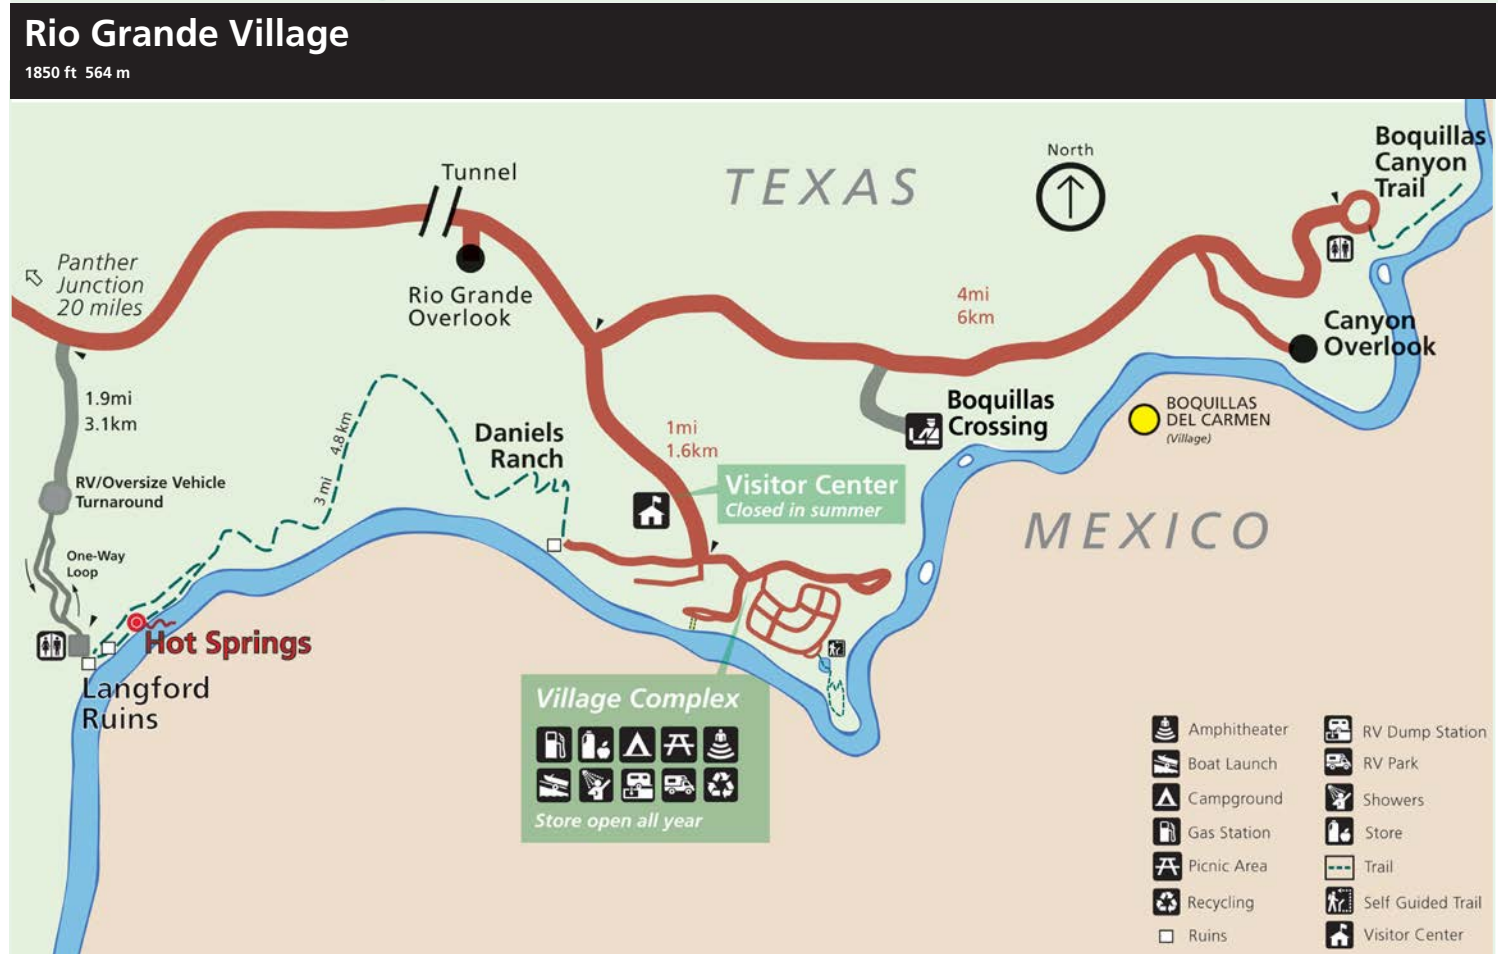 Rio Grande Village
1850 ft  564 m
Tunnel
TEXAS
North
Boquillas
Canyon
Trail
Panther
Junction
20 miles
Rio Grande
Overlook
4mi
6km
Canyon
Overlook
1.9mi
3.1km
3 mi
4.8 km
Daniels
Ranch
1mi
1.6km
Boquillas
Crossing
BOQUILLAS
DEL CARMEN
(Village)
RV/Oversize Vehicle
Turnaround
Visitor Center
Closed in summer
MEXICO
One-Way
Loop
Hot Springs
Langford
Ruins
Village Complex
Store open all year
Amphitheater
Boat Launch
Campground
Gas Station
Picnic Area
Recycling
Ruins
RV Dump Station
RV Park
Showers
Store
Trail
Self Guided Trail
Visitor Center